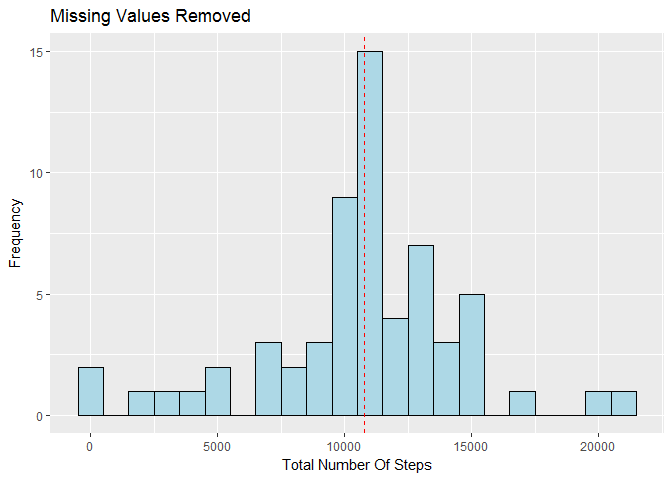 Missing Values Removed
15
10
5
0
Frequency
0 5000 10000 15000 20000
Total Number Of Steps